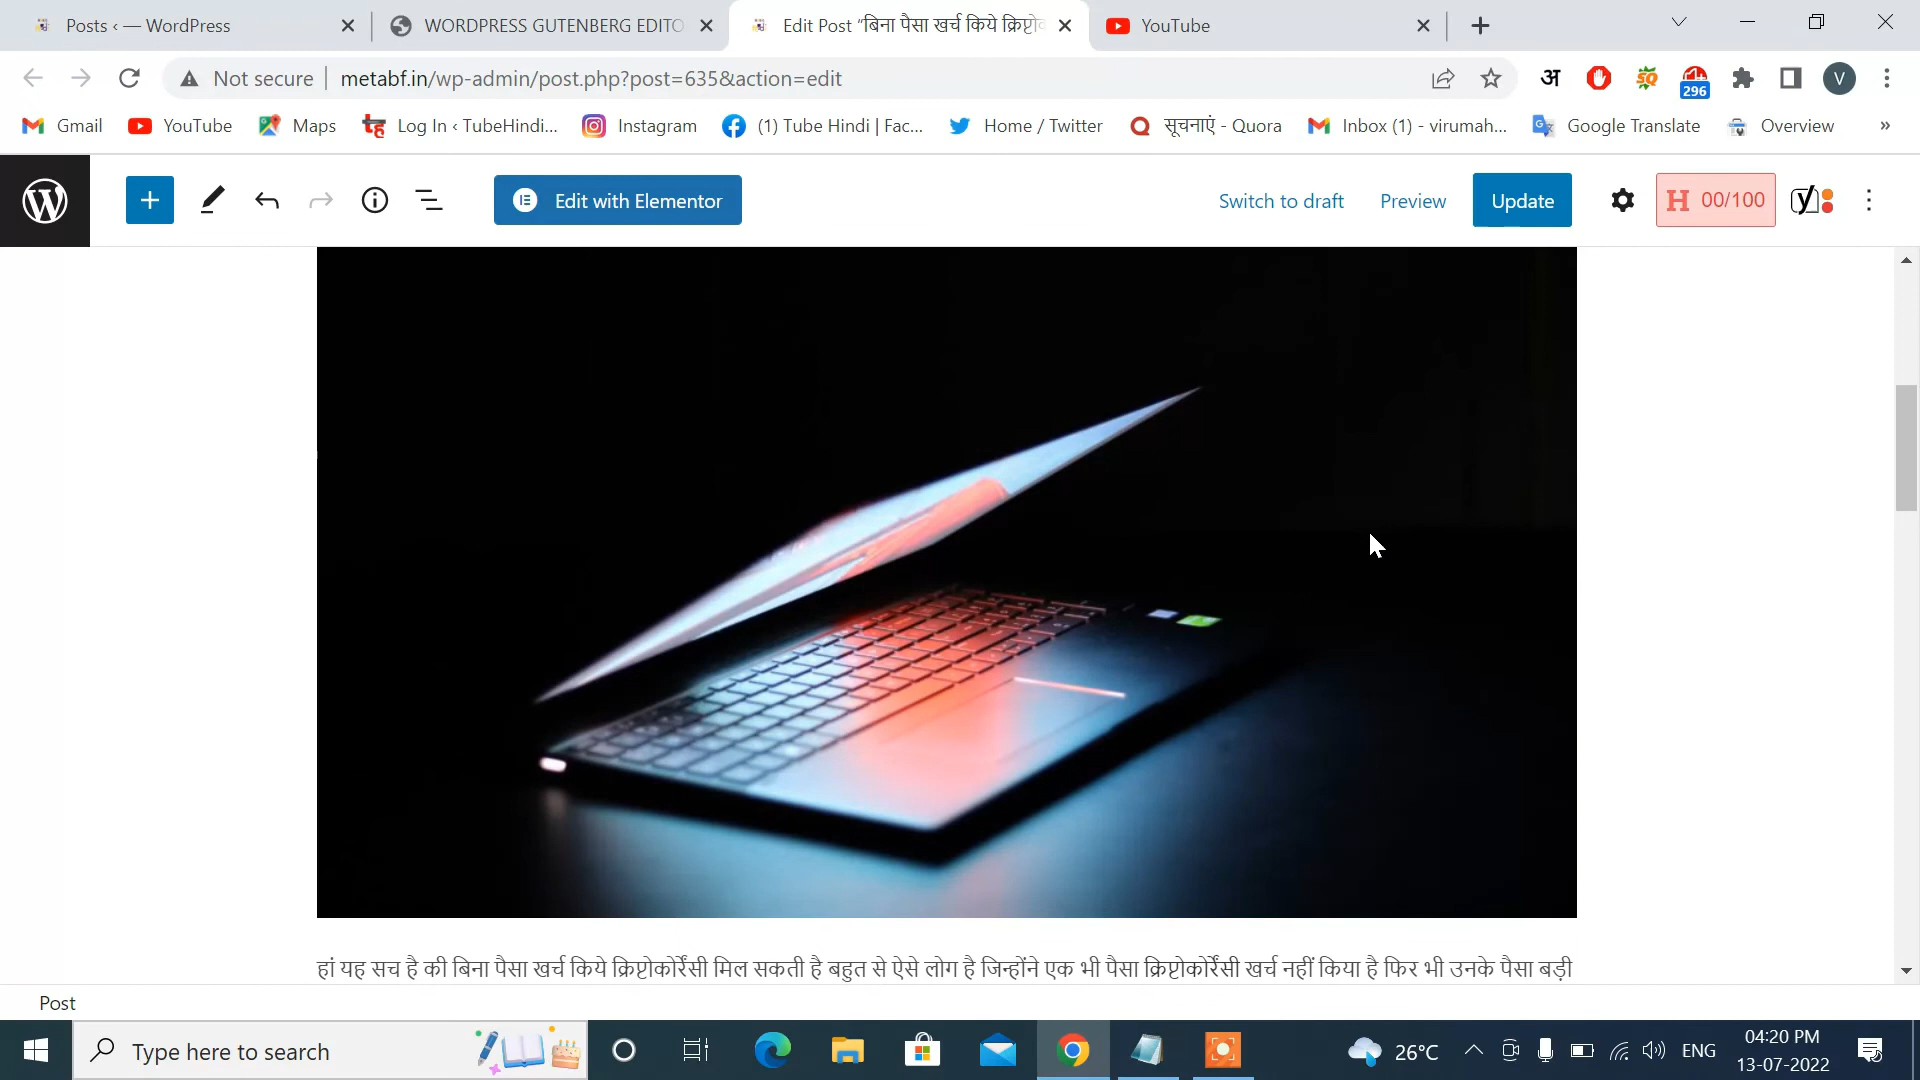 Posts ‹ — WordPress
WORDPRESS GUTENBERG EDITO
Edit Post “बिना पैसा खर्च किये क्रिप्टोक
YouTube
Not secure
metabf.in/wp-admin/post.php?post=635&action=edit
अ
296
V
Gmail
YouTube
Maps
Log In ‹ TubeHindi...
Instagram
(1) Tube Hindi | Fac...
Home / Twitter
सूचनाएं - Quora
Inbox (1) - virumah...
Google Translate
Overview
»
Edit with Elementor
Switch to draft
Preview
Update
H 00/100
हां यह सच है की बिना पैसा खर्च किये क्रिप्टोकोर्रेंसी मिल सकती है बहुत से ऐसे लोग है जिन्होंने एक भी पैसा क्रिप्टोकोर्रेंसी खर्च नहीं किया है फिर भी उनके पैसा बड़ी
Post
Type here to search
26°C
ENG
04:20 PM
13-07-2022